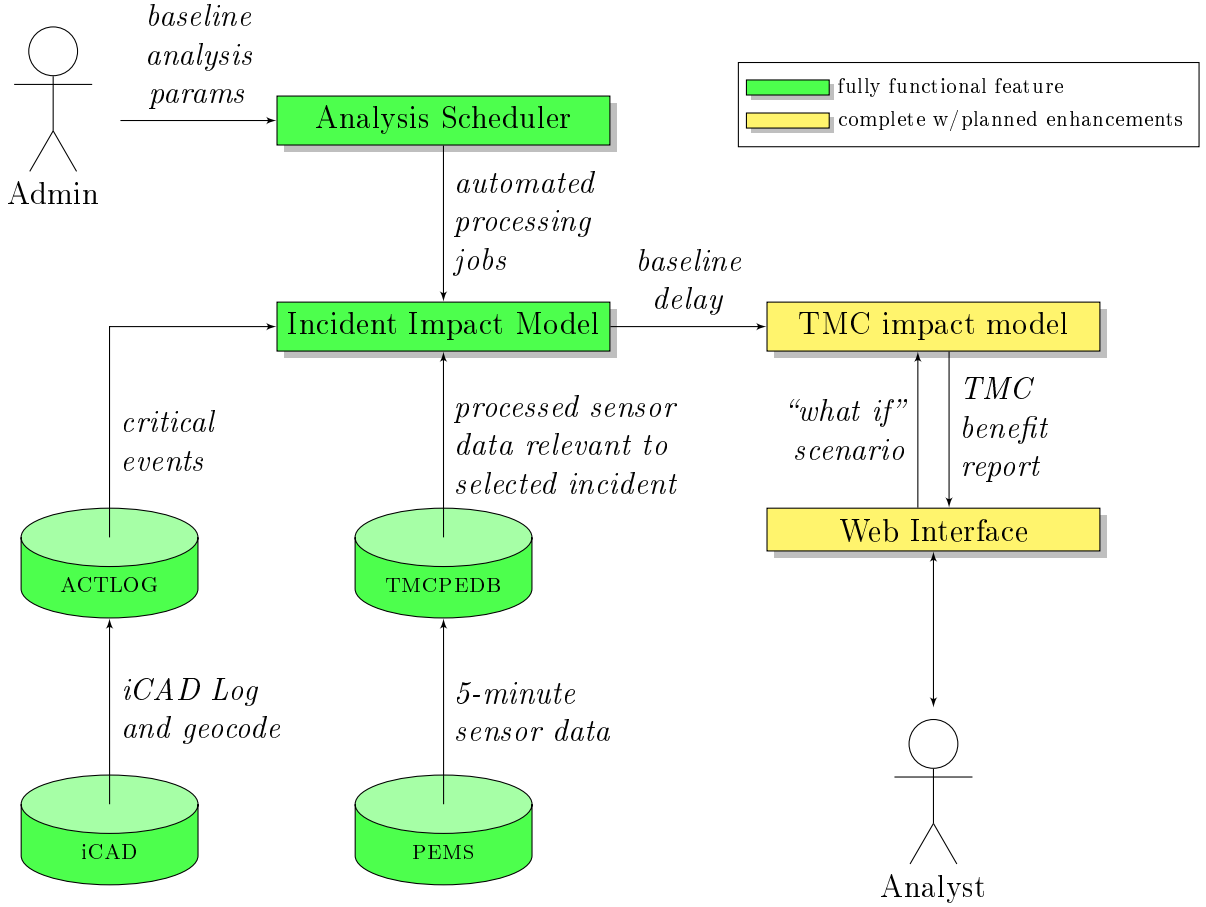 baseline
analysis
params
Admin
Analysis Scheduler
fully functional feature
complete w/planned enhancements
automated
processing
jobs
baseline
delay
Incident Impact Model
TMC impact model
critical
events
processed sensor
data relevant to
selected incident
“what if”
scenario
TMC
benefit
report
Web Interface
ACTLOG
TMCPEDB
iCAD Log
and geocode
5-minute
sensor data
iCAD
PEMS
Analyst